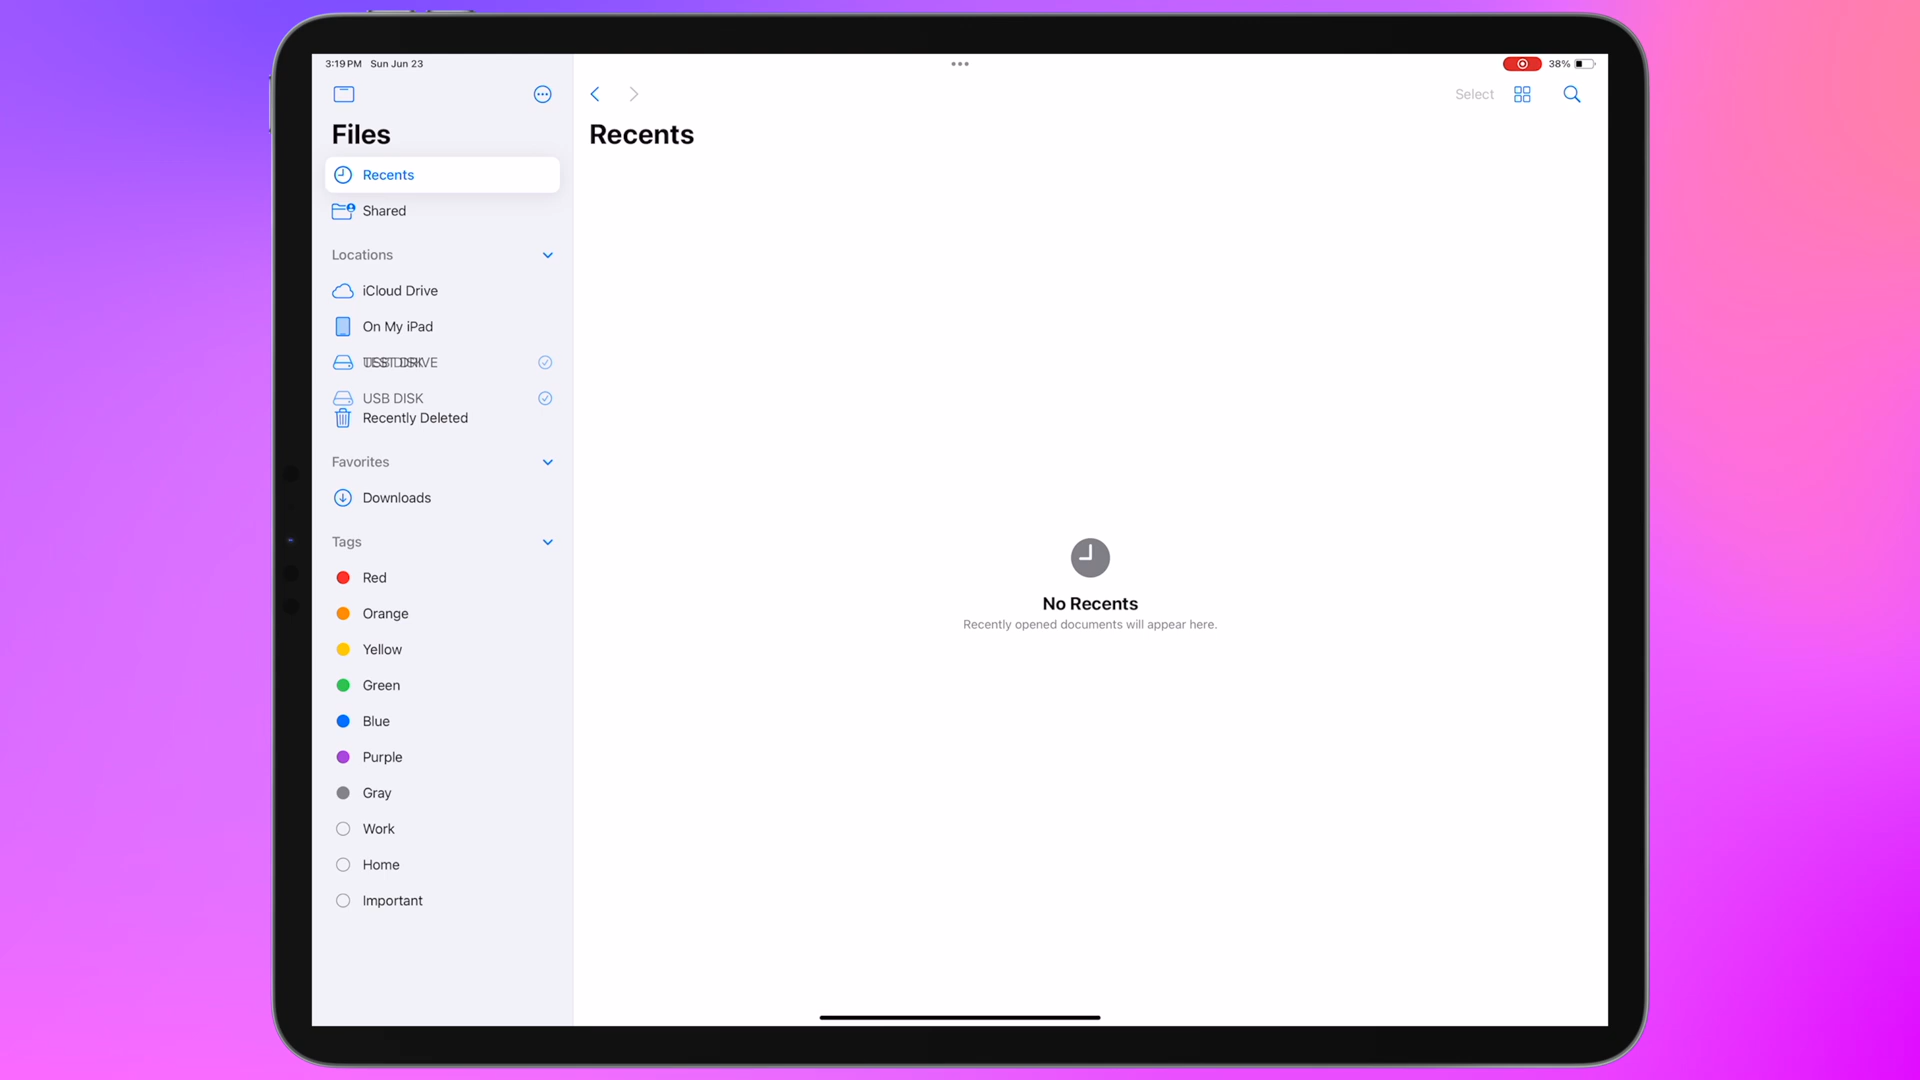 3:19 PM Sun Jun 23
38%
Files
Recents
Shared
Locations
iCloud Drive
On My iPad
USB DISK
Recently Deleted
Favorites
Downloads
Tags
Red
Orange
Yellow
Green
Blue
Purple
Gray
Work
Home
Important
Select
Recents
No Recents
Recently opened documents will appear here.